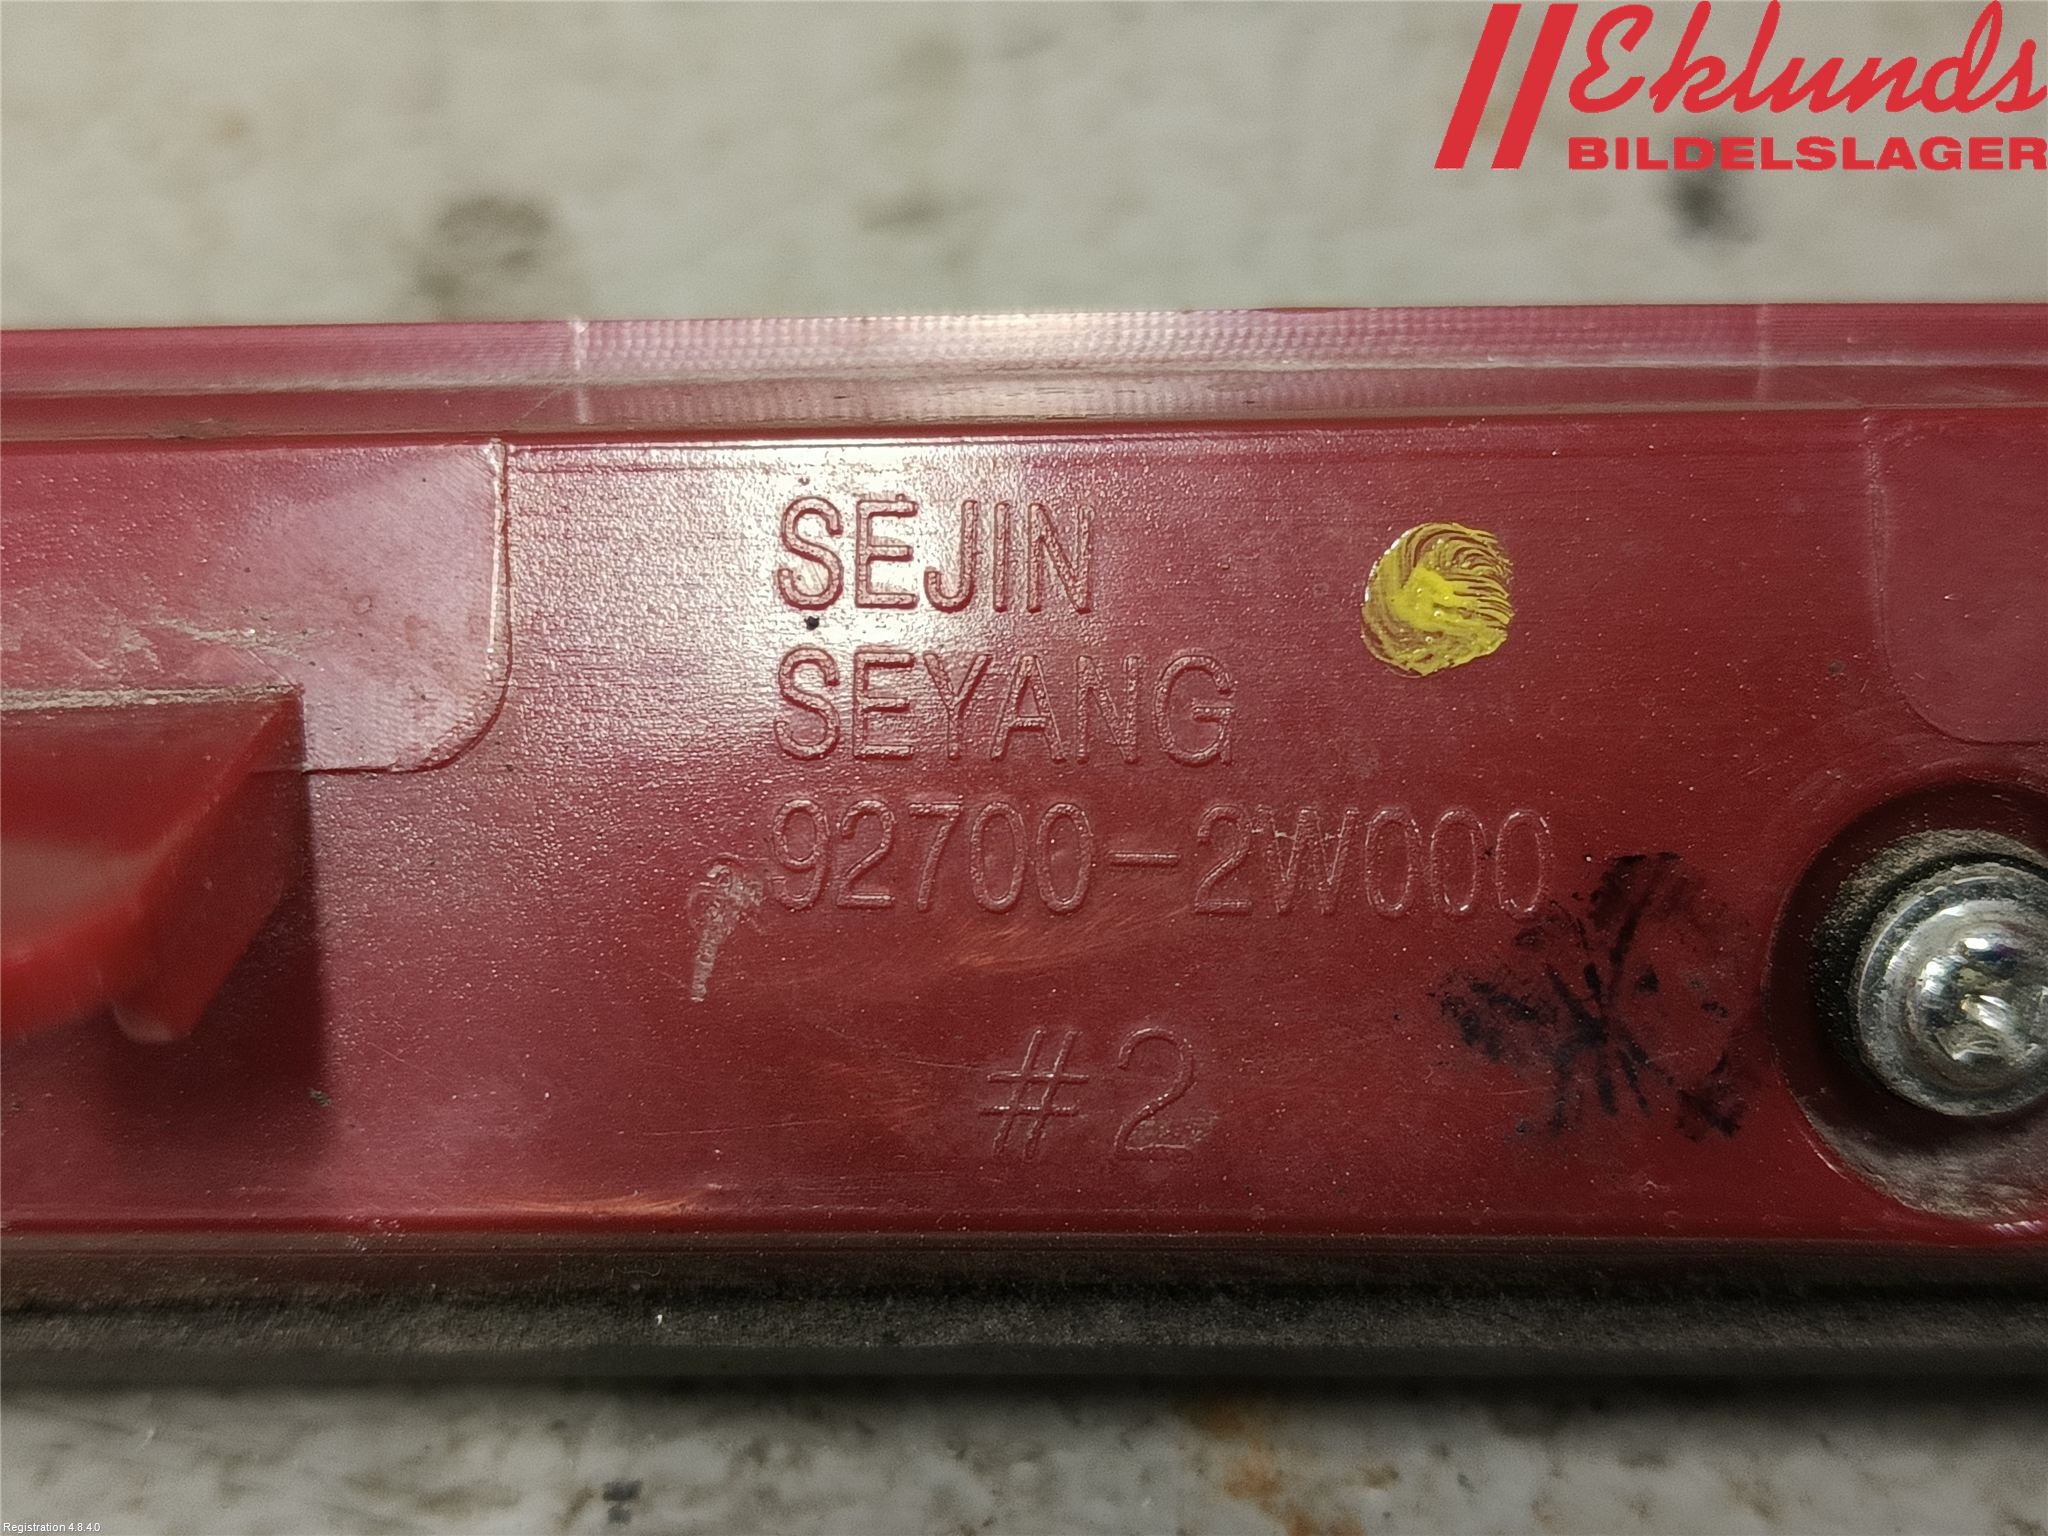 Eklunds
BILDELSLAGER
SEJIN
SEYANG
92700-2W000
#2
Registration 4.8.4.0